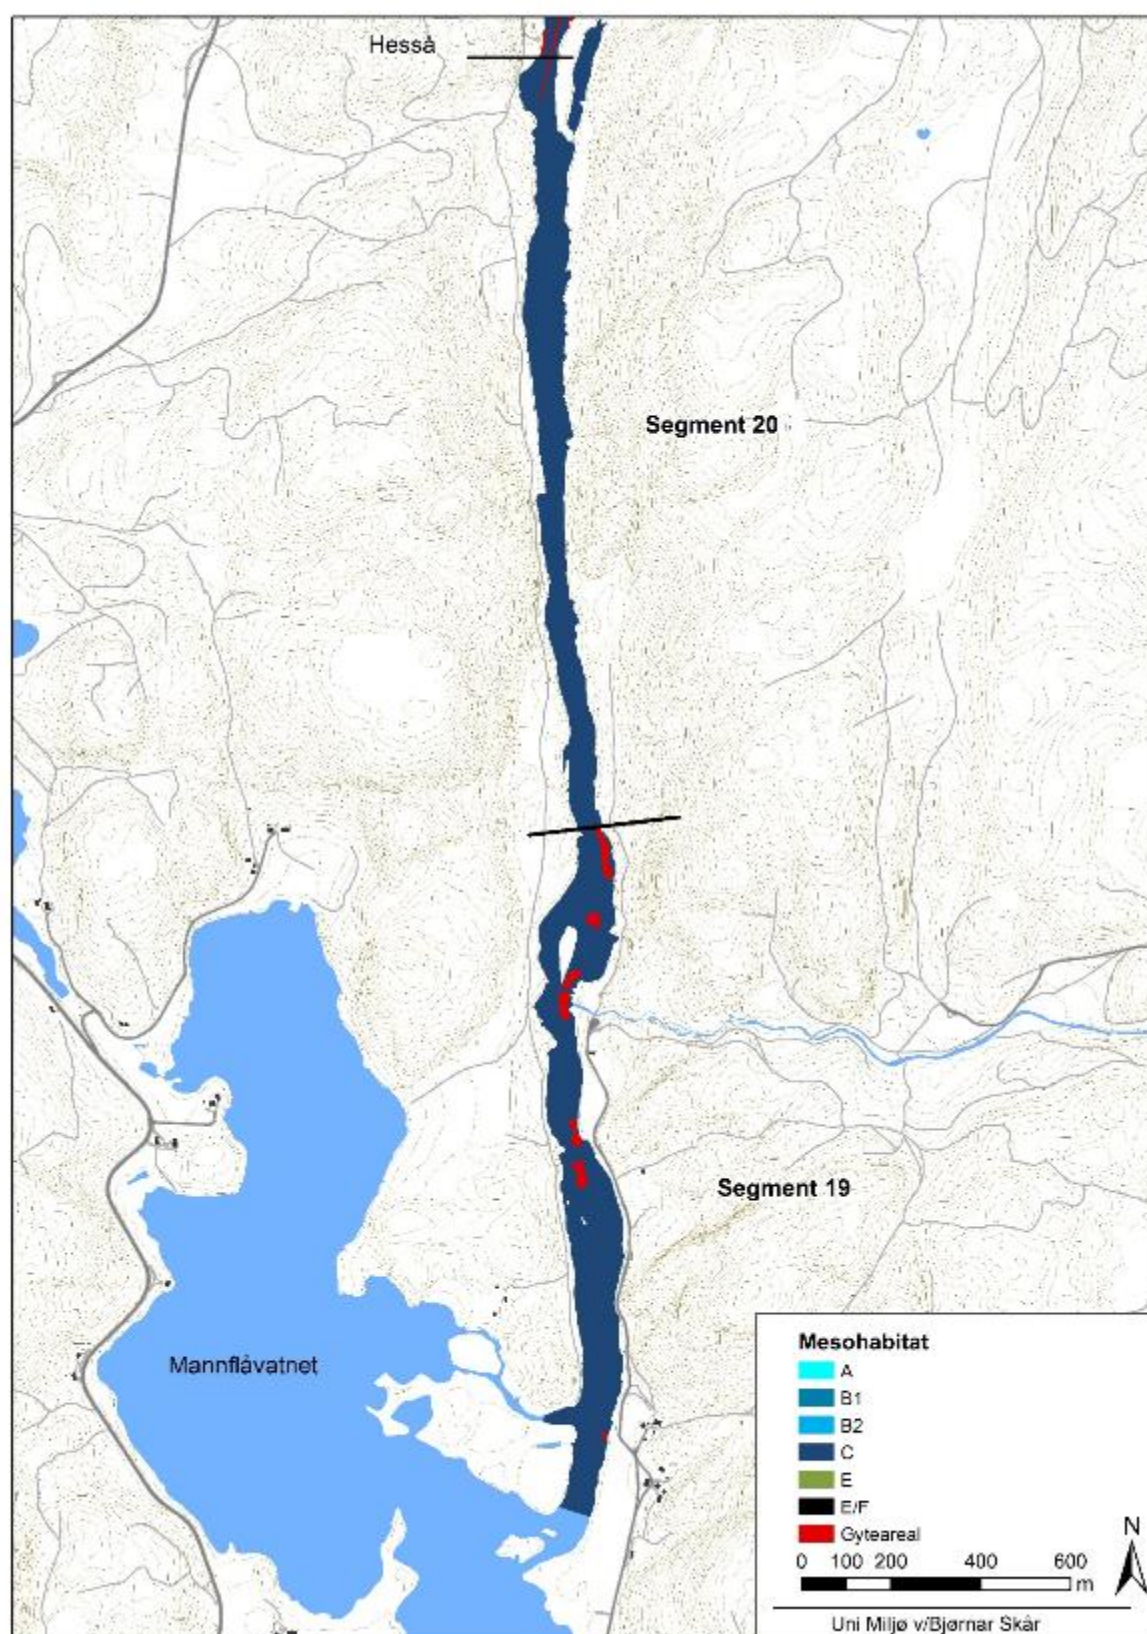 Hesså
Segment 20
Segment 19
Mannflåvatnet
Mesohabitat
A
B1
B2
C
E
E/F
Gyteareal
N
0 100 200 400 600
m
Uni Miljø v/Bjørnar Skår